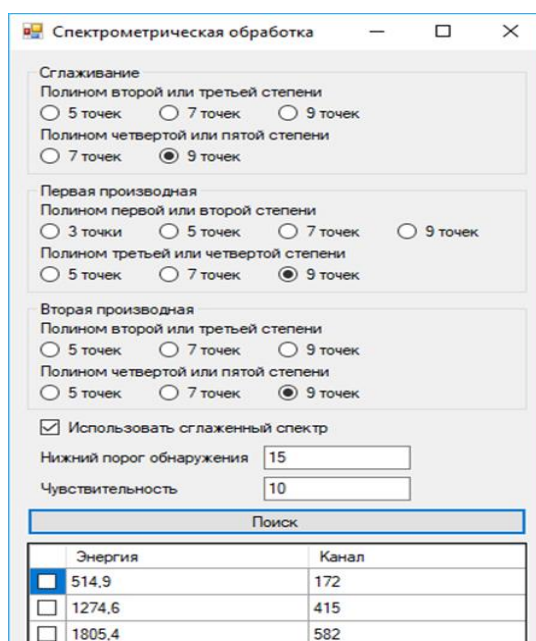 Спектрометрическая обработка
Сглаживание
Полином второй или третьей степени
5 точек 7 точек 9 точек
Полином четвертой или пятой степени
7 точек 9 точек
Первая производная
Полином первой или второй степени
3 точки 5 точек 7 точек 9 точек
Полином третьей или четвертой степени
5 точек 7 точек 9 точек
Вторая производная
Полином второй или третьей степени
5 точек 7 точек 9 точек
Полином четвертой или пятой степени
5 точек 7 точек 9 точек
Использовать сглаженный спектр
Нижний порог обнаружения 15
Чувствительность 10
Поиск
Энергия Канал
514,9 172
1274,6 415
1805,4 582